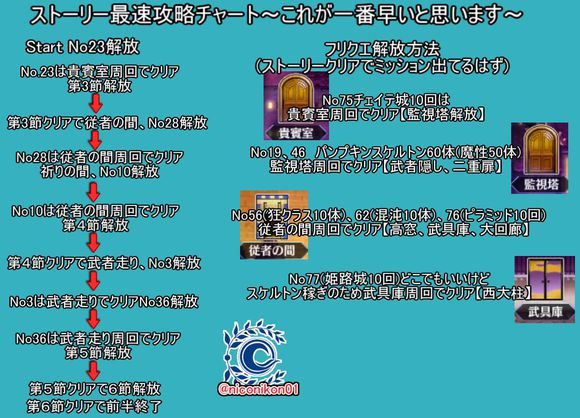 ストーリー最速攻略チャート～これが一番早いと思います～
Start No23解放
No.23は貴賓室周回でクリア
第3節解放
第3節クリアで従者の間、No28解放
No28は従者の間周回でクリア
祈りの間、No10解放
No10は従者の間周回でクリア
第４節解放
第４節クリアで武者走り、No3解放
No3は武者走りでクリアNo36解放
No36は武者走り周回でクリア
第５節解放
第５節クリアで６節解放
第６節クリアで前半終了
フリクエ解放方法
(ストーリークリアでミッション出てるはず)
No75チェイテ城10回は
貴賓室周回でクリア【監視塔解放】
貴賓室
No19、46　パンプキンスケルトン60体(魔性50体)
監視塔周回でクリア【武者隠し、二重扉】
監視塔
No56(狂クラス10体)、62(混沌10体)、76(ピラミッド10回)
従者の間周回でクリア【高窓、武具庫、大回廊】
従者の間
No77(姫路城10回)どこでもいいけど
スケルトン稼ぎのため武具庫周回でクリア【西大柱】
武具庫
@niconikon01